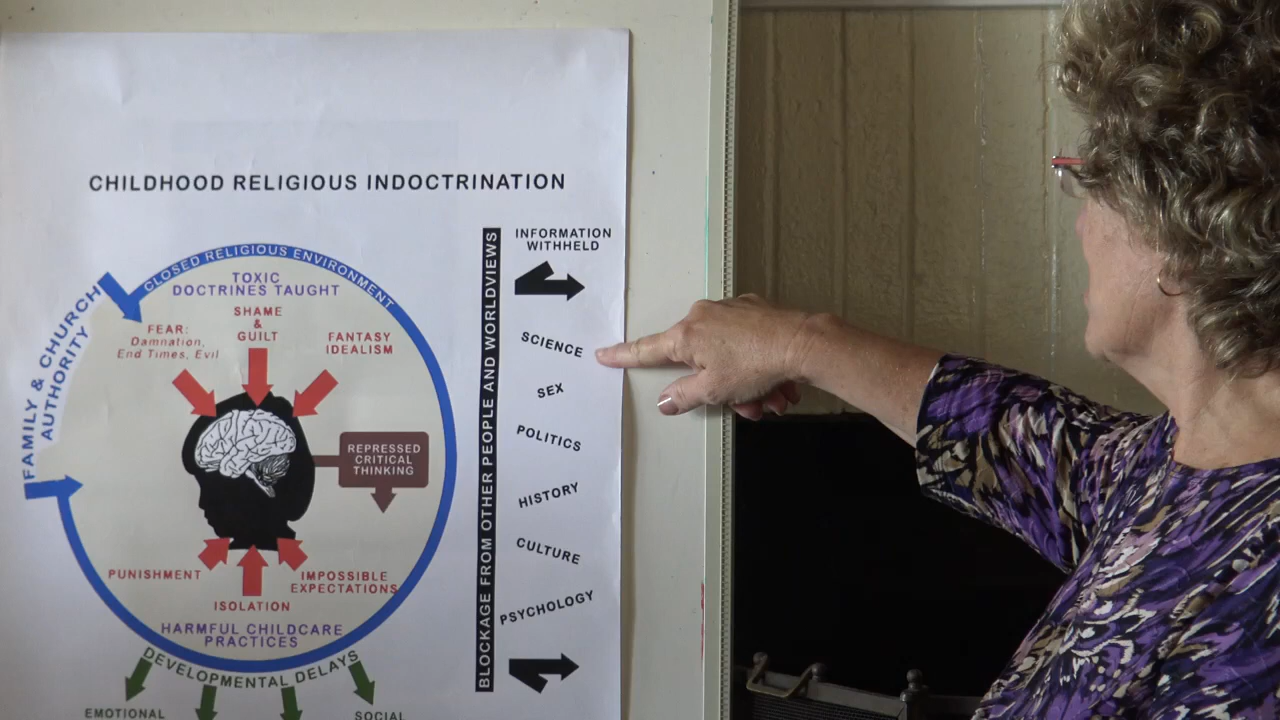 CHILDHOOD RELIGIOUS INDOCTRINATION
CLOSED RELIGIOUS ENVIRONMENT
FAMILY & CHURCH
AUTHORITY
TOXIC
DOCTRINES TAUGHT
FEAR:
Damnation,
End Times, Evil
SHAME
&
GUILT
FANTASY
IDEALISM
REPRESSED
CRITICAL
THINKING
PUNISHMENT
ISOLATION
IMPOSSIBLE
EXPECTATIONS
HARMFUL CHILDCARE
PRACTICES
DEVELOPMENTAL DELAYS
EMOTIONAL
SOCIAL
BLOCKAGE FROM OTHER PEOPLE AND WORLDVIEWS
INFORMATION
WITHHELD
SCIENCE
SEX
POLITICS
HISTORY
CULTURE
PSYCHOLOGY